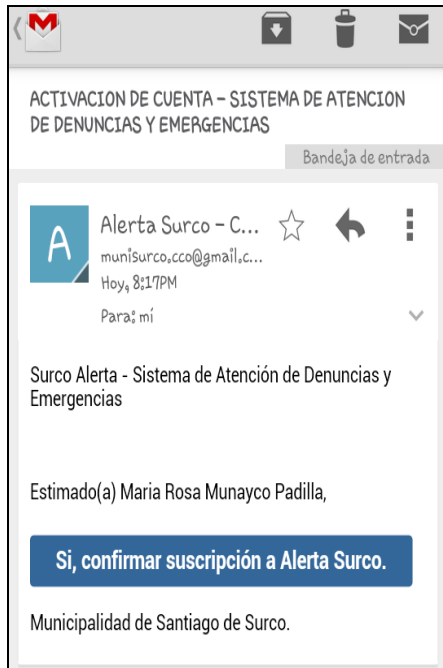 ACTIVACION DE CUENTA – SISTEMA DE ATENCION
DE DENUNCIAS Y EMERGENCIAS
Bandeja de entrada
A
Alerta Surco – C...
munisurco.cco@gmail.c...
Hoy, 8:17PM
Para: mí
Surco Alerta - Sistema de Atención de Denuncias y
Emergencias
Estimado(a) Maria Rosa Munayco Padilla,
Si, confirmar suscripción a Alerta Surco.
Municipalidad de Santiago de Surco.